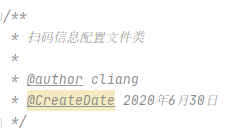 /**
* 扫码信息配置文件类
*
* @author cliang
* @CreateDate 2020年6月30日
*/